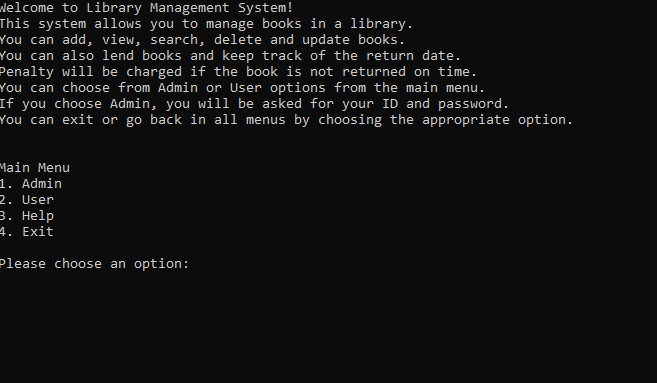 Welcome to Library Management System!
This system allows you to manage books in a library.
You can add, view, search, delete and update books.
You can also lend books and keep track of the return date.
Penalty will be charged if the book is not returned on time.
You can choose from Admin or User options from the main menu.
If you choose Admin, you will be asked for your ID and password.
You can exit or go back in all menus by choosing the appropriate option.
Main Menu
1. Admin
2. User
3. Help
4. Exit
Please choose an option: